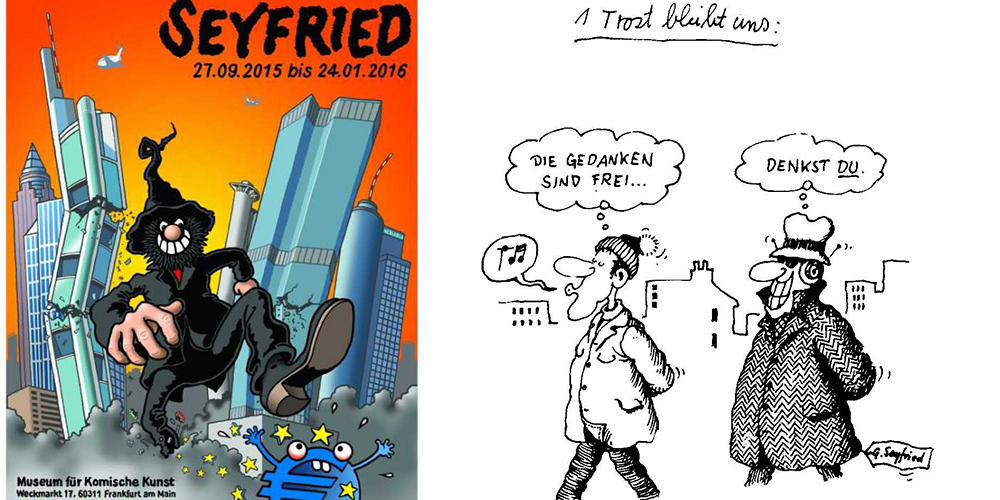 SEYFRIED
27.09.2015 bis 24.01.2016
Museum für Komische Kunst
Weckmarkt 17, 60311 Frankfurt am Main
1 Trost bleibt uns:
DIE GEDANKEN
SIND FREI...
DENKST DU.
G. Seyfried